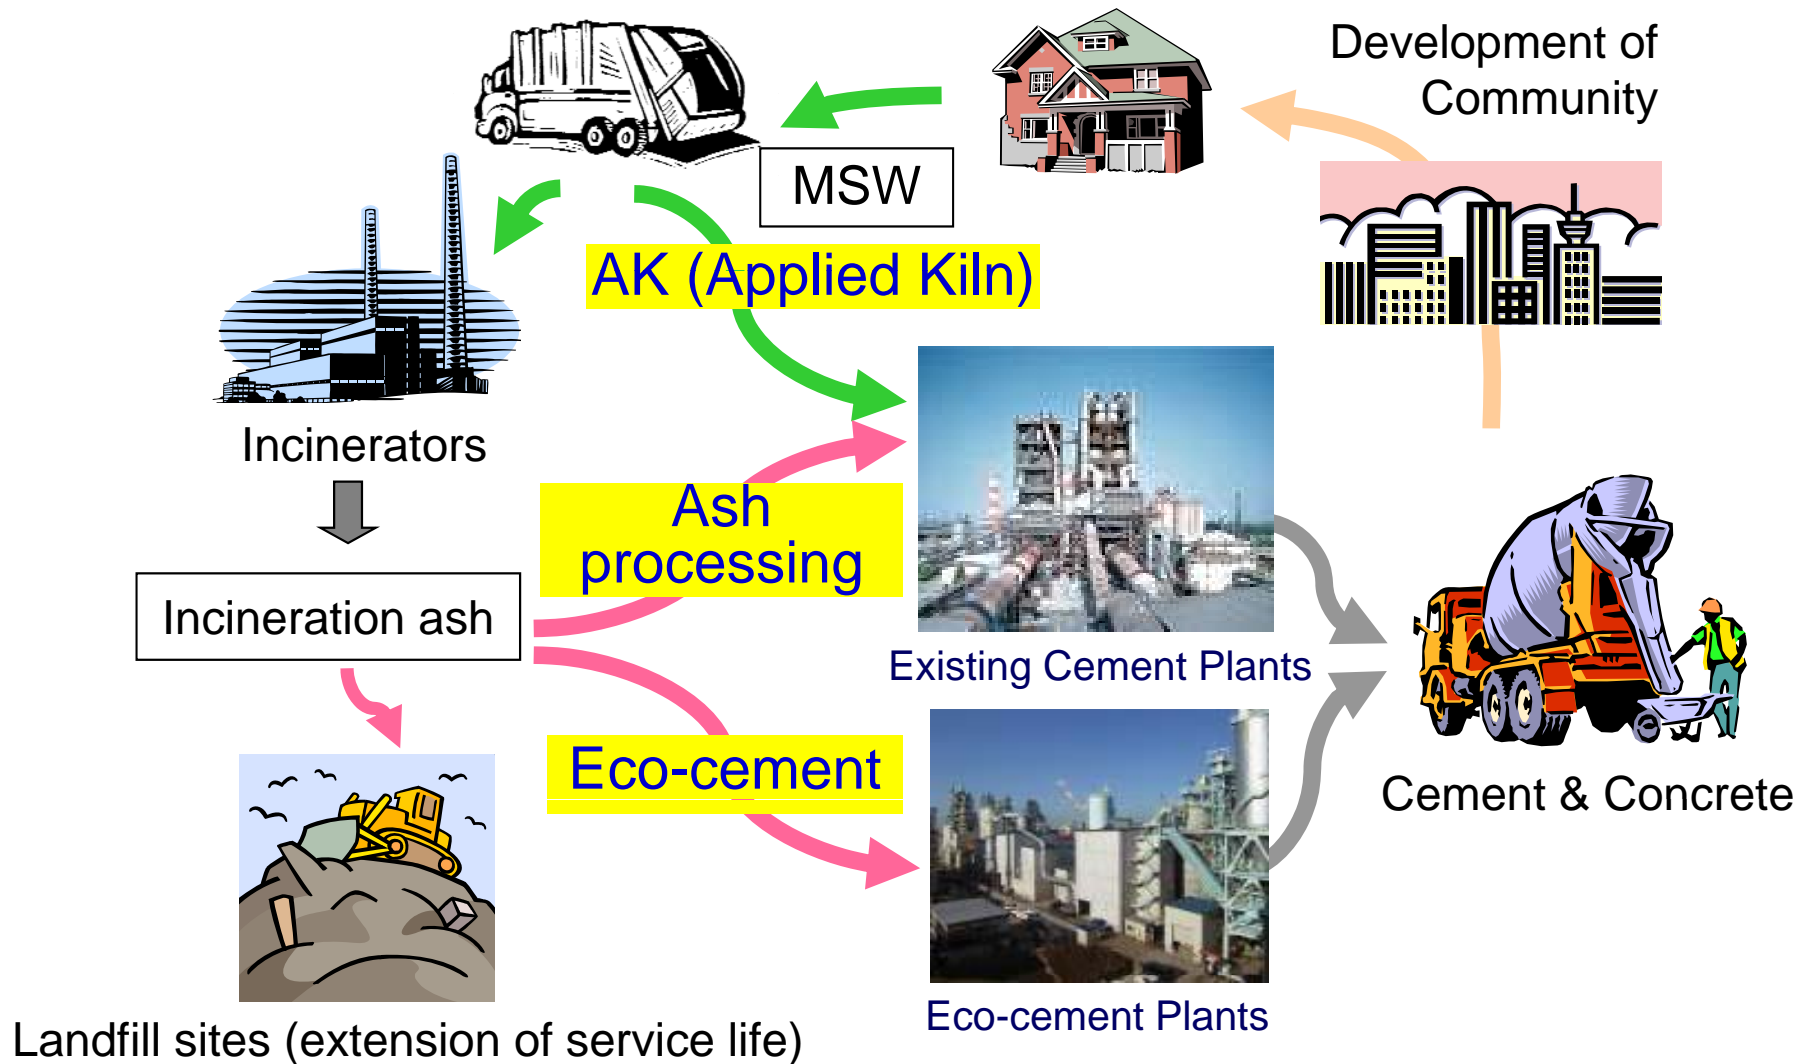 Development of
Community
MSW
AK (Applied Kiln)
Incinerators
Ash
processing
Incineration ash
Existing Cement Plants
Eco-cement
Cement & Concrete
Eco-cement Plants
Landfill sites (extension of service life)